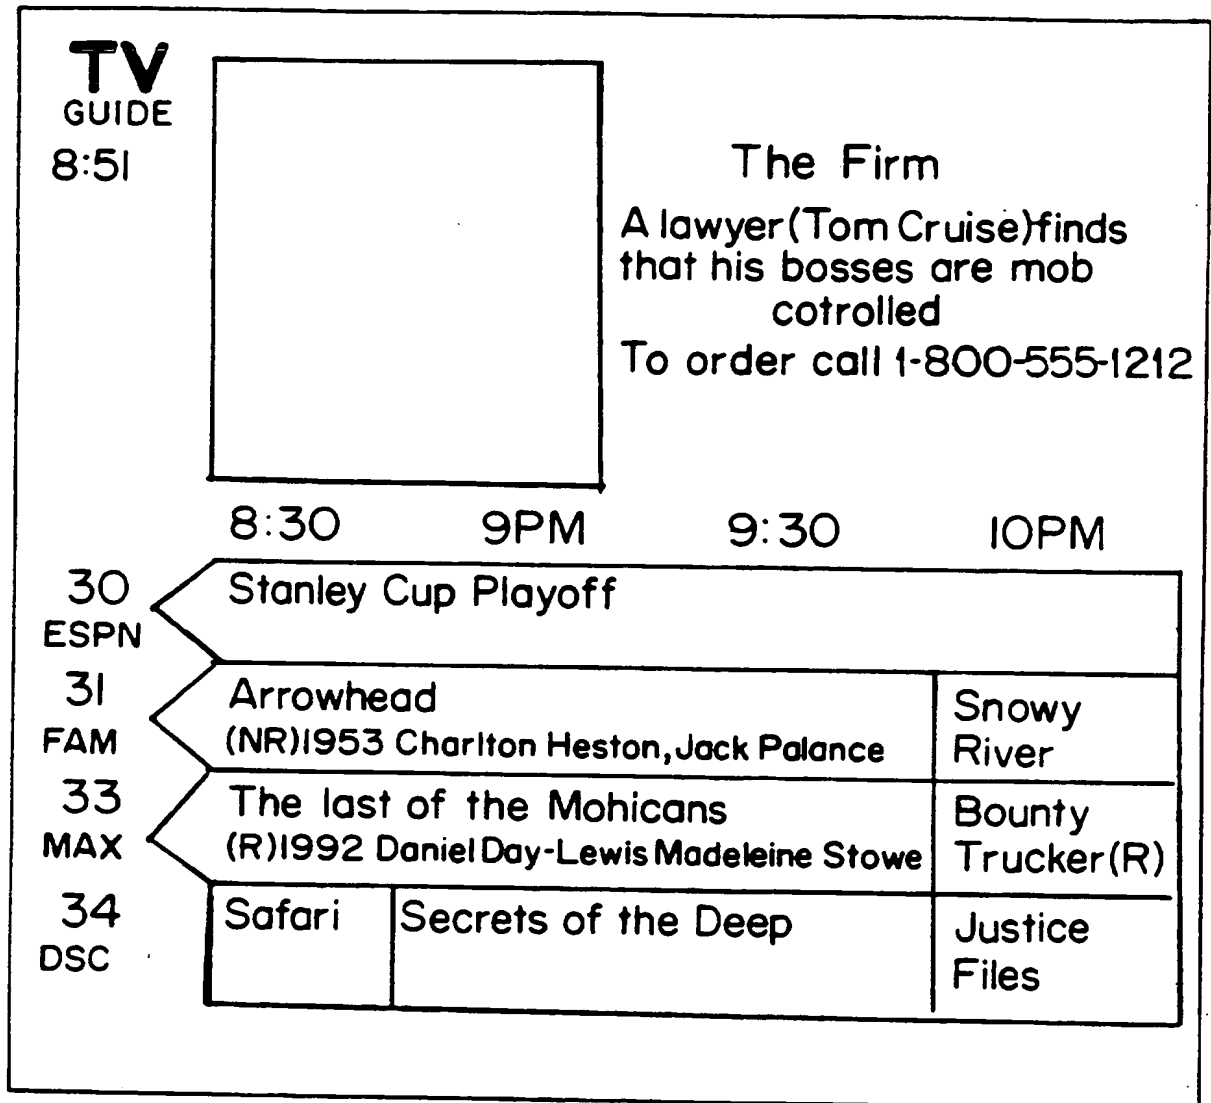 TV
GUIDE
8:51
The Firm
A lawyer(Tom Cruise)finds
that his bosses are mob
cotrolled
To order call 1-800-555-1212
8:30 9PM 9:30 10PM
30
ESPN
Stanley Cup Playoff
31
FAM
Arrowhead
(NR)1953 Charlton Heston, Jack Palance
Snowy
River
33
MAX
The last of the Mohicans
(R)1992 Daniel Day-Lewis Madeleine Stowe
Bounty
Trucker(R)
34
DSC
Safari
Secrets of the Deep
Justice
Files